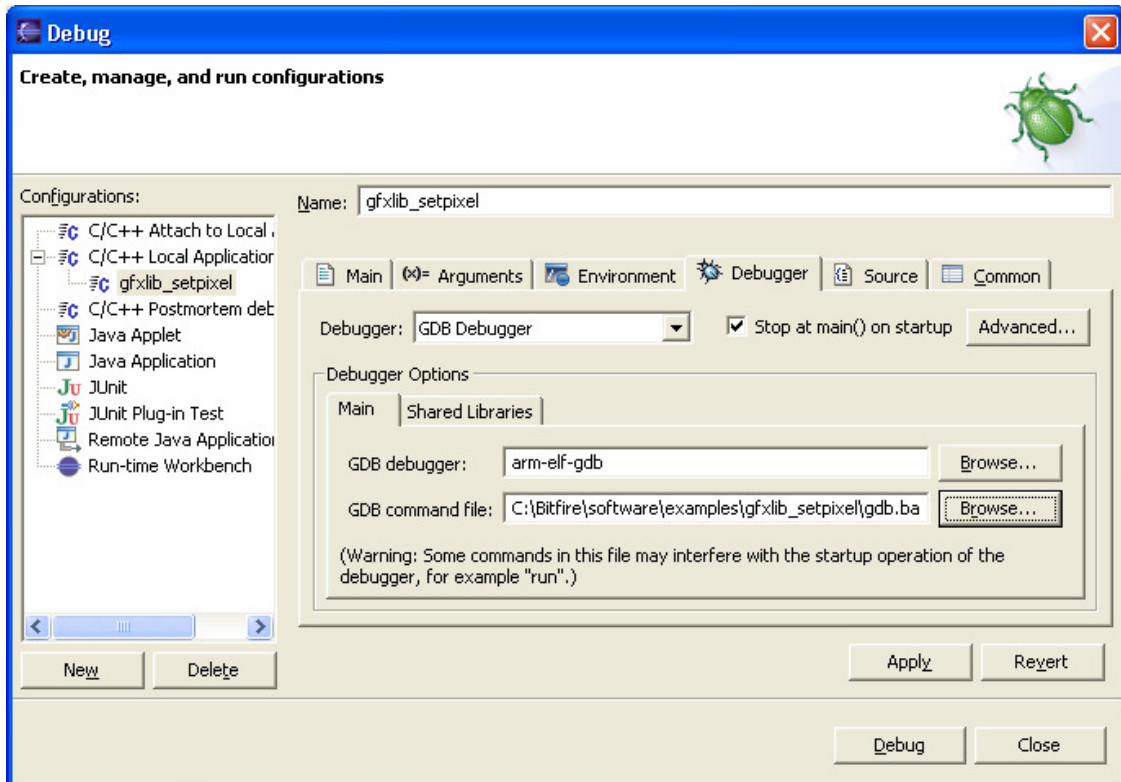 Debug
Create, manage, and run configurations
Configurations:
C/C++ Attach to Local
C/C++ Local Application
gfxlib_setpixel
C/C++ Postmortem deb
Java Applet
Java Application
JUnit
JUnit Plug-in Test
Remote Java Application
Run-time Workbench
New Delete
Name: gfxlib_setpixel
Main (x)= Arguments Environment Debugger Source Common
Debugger: GDB Debugger Stop at main() on startup Advanced...
Debugger Options
Main Shared Libraries
GDB debugger: arm-elf-gdb Browse...
GDB command file: C:\Bitfire\software\examples\gfxlib_setpixel\gdb.ba Browse...
(Warning: Some commands in this file may interfere with the startup operation of the
debugger, for example "run".)
Apply Revert
Debug Close